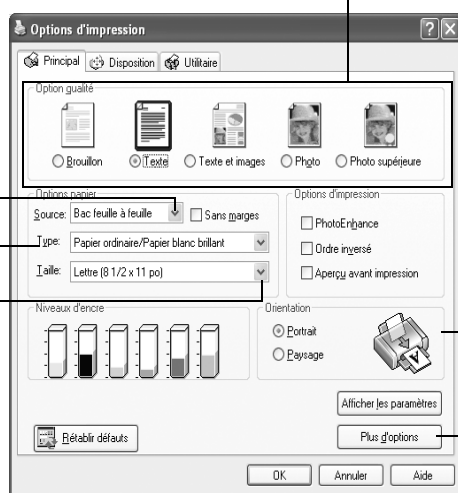 Options d'impression
Principal Disposition Utilitaire
Option qualité
Brouillon Texte Texte et images Photo Photo supérieure
Options papier
Options d'impression
Source: Bac feuille à feuille Sans marges
PhotoEnhance
Type: Papier ordinaire/Papier blanc brillant
Ordre inversé
Taille: Lettre (8 1/2 x 11 po)
Aperçu avant impression
Niveaux d'encre
Orientation
Portrait
Paysage
A
Afficher les paramètres
Rétablir défauts
Plus d'options
OK Annuler Aide